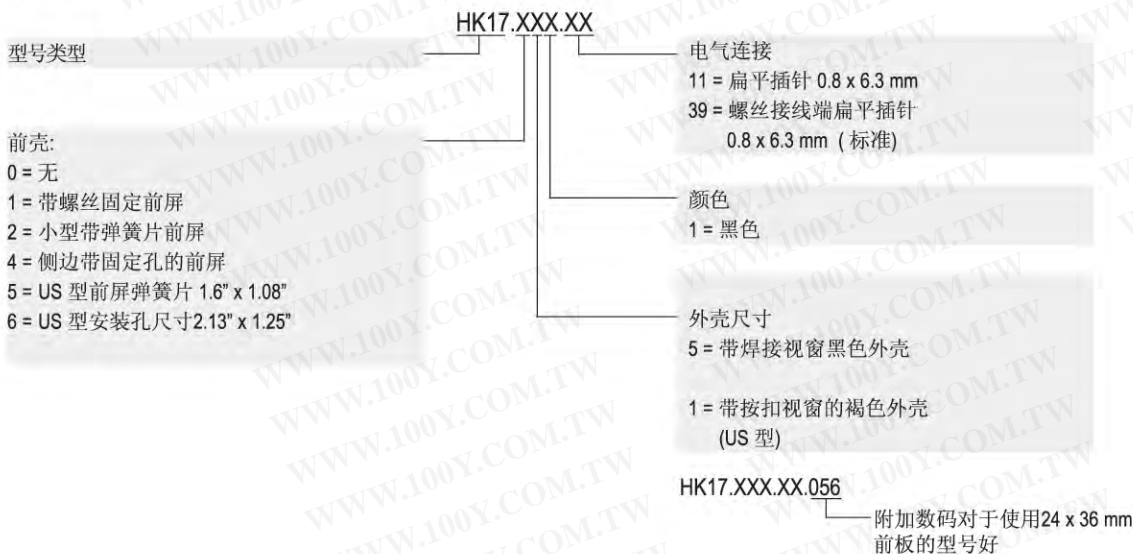 HK17.XXX.XX
型号类型
前壳:
0 = 无
1 = 带螺丝固定前屏
2 = 小型带弹簧片前屏
4 = 侧边带固定孔的前屏
5 = US 型前屏弹簧片 1.6” x 1.08”
6 = US 型安装孔尺寸2.13” x 1.25”
电气连接
11 = 扁平插针 0.8 x 6.3 mm
39 = 螺丝接线端扁平插针
0.8 x 6.3 mm ( 标准)
颜色
1 = 黑色
外壳尺寸
5 = 带焊接视窗黑色外壳
1 = 带按扣视窗的褐色外壳
(US 型)
HK17.XXX.XX.056
附加数码对于使用24 x 36 mm
前板的型号好
WWW.100Y.COM.TW